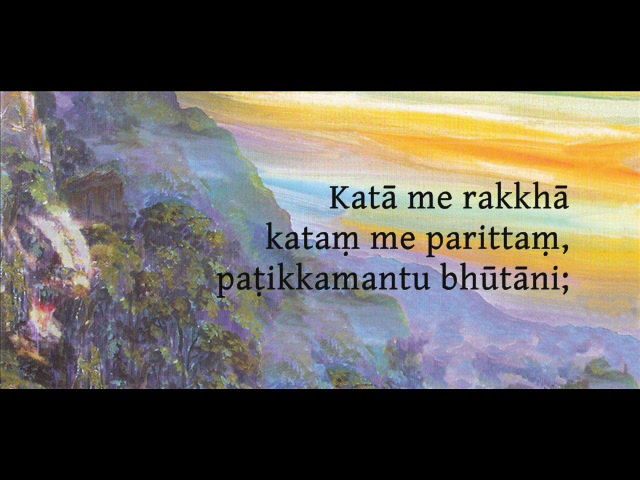 Katā me rakkhā
kataṃ me parittaṃ,
paṭikkamantu bhūtāni;